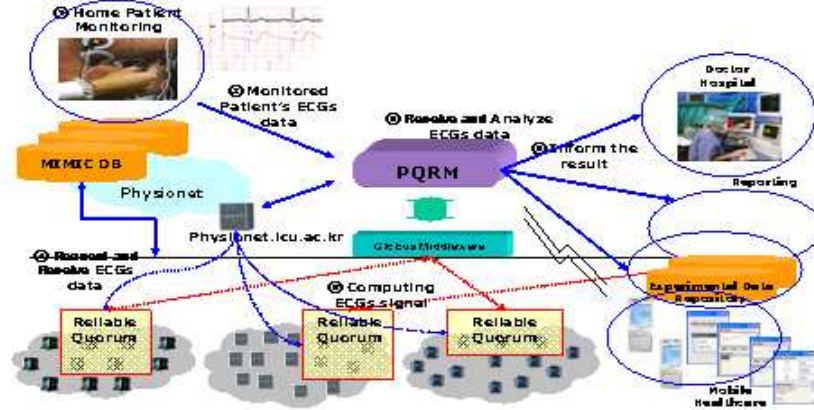 Home Patient
Monitoring
Monitored
Patient's ECGs
data
and Analyze
ECGs data
Inform the
result
Doctor
Hospital
MIMIC DB
PQRM
Physionet
Reporting
Physionet.icu.ac.kr
Globus Middleware
Request and
ECGs
data
Computing
ECGs signal
Experimental Data
Repository
Reliable
Quorum
Reliable
Quorum
Reliable
Quorum
Mobile
Healthcare